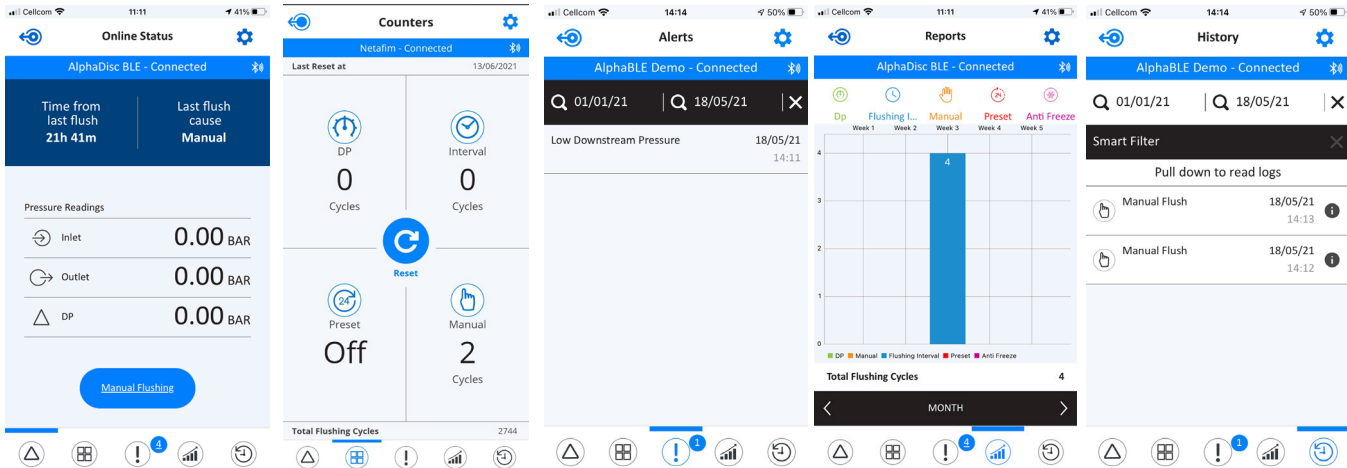 Cellcom
11:11
41%
Online Status
AlphaDisc BLE - Connected
Time from
last flush
21h 41m
Last flush
cause
Manual
Pressure Readings
Inlet
0.00 BAR
Outlet
0.00 BAR
DP
0.00 BAR
Manual Flushing
4
Counters
Netafim - Connected
Last Reset at
13/06/2021
DP
0
Cycles
Interval
0
Cycles
Reset
24
Preset
Off
Manual
2
Cycles
Total Flushing Cycles
2744
Cellcom
14:14
50%
Alerts
AlphaBLE Demo - Connected
01/01/21
18/05/21
Low Downstream Pressure
18/05/21
14:11
1
Cellcom
11:11
41%
Reports
AlphaDisc BLE - Connected
24
Dp
Flushing I...
Manual
Preset
Anti Freeze
Week 1
Week 2
Week 3
Week 4
Week 5
4
4
3
2
1
0
DP
Manual
Flushing Interval
Preset
Anti Freeze
Total Flushing Cycles
4
MONTH
4
Cellcom
14:14
50%
History
AlphaBLE Demo - Connected
01/01/21
18/05/21
Smart Filter
Pull down to read logs
Manual Flush
18/05/21
14:13
Manual Flush
18/05/21
14:12
1